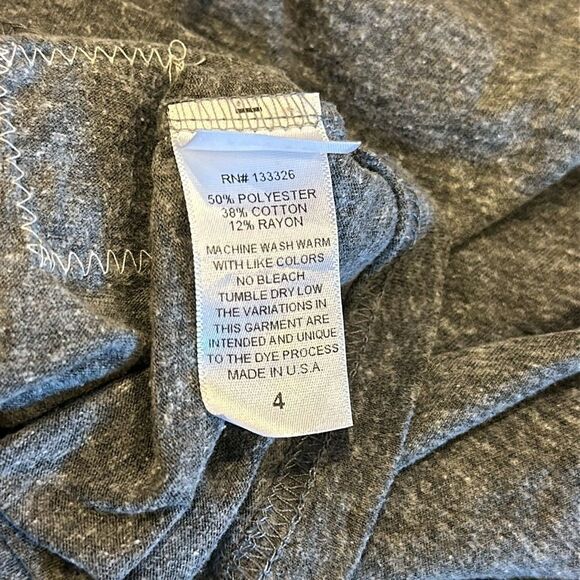 RN# 133326
50% POLYESTER
38% COTTON
12% RAYON
MACHINE WASH WARM
WITH LIKE COLORS
NO BLEACH
TUMBLE DRY LOW
THE VARIATIONS IN
THIS GARMENT ARE
INTENDED AND UNIQUE
TO THE DYE PROCESS
MADE IN U.S.A.
4